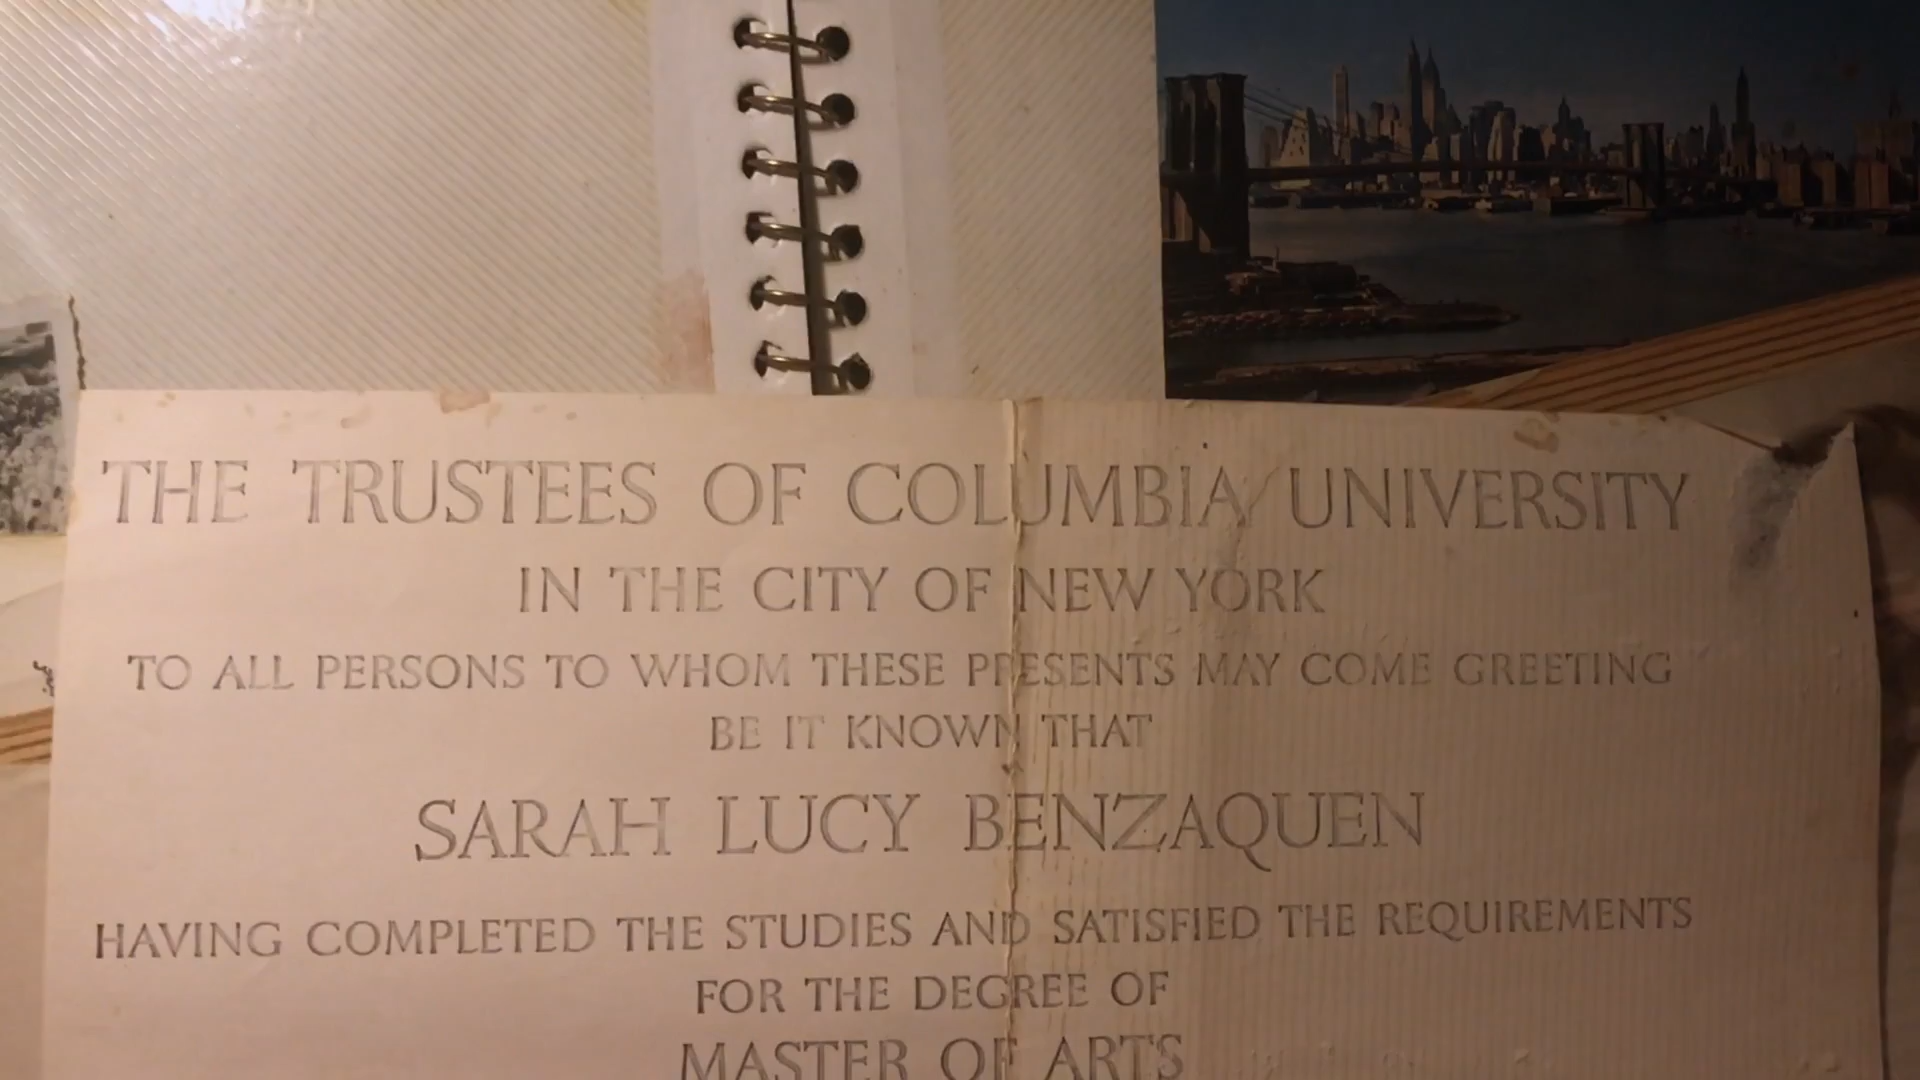 THE TRUSTEES OF COLUMBIA UNIVERSITY
IN THE CITY OF NEW YORK
TO ALL PERSONS TO WHOM THESE PRESENTS MAY COME GREETING
BE IT KNOWN THAT
SARAH LUCY BENZAQUEN
HAVING COMPLETED THE STUDIES AND SATISFIED THE REQUIREMENTS
FOR THE DEGREE OF
MASTER OF ARTS